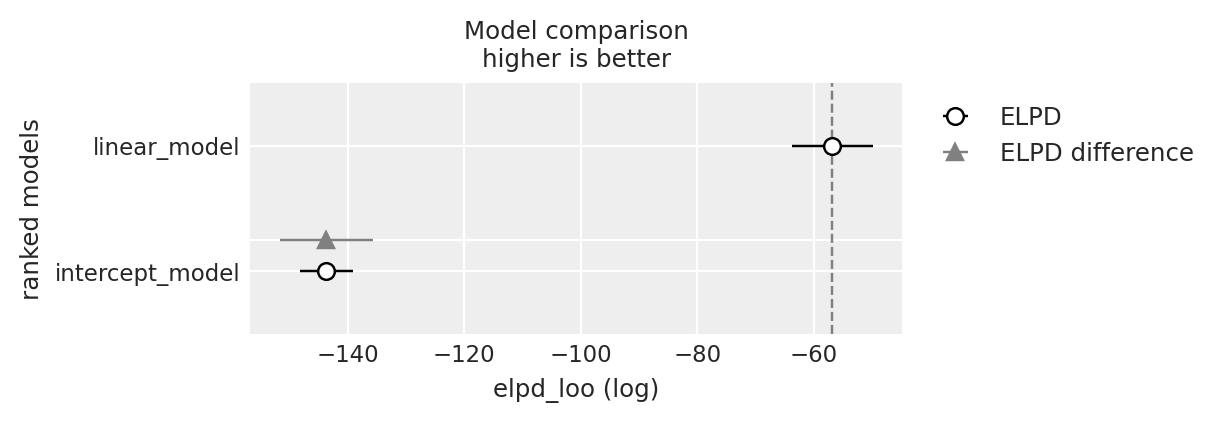 Model comparison
higher is better
ranked models
linear_model
intercept_model
−140
−120
−100
−80
−60
elpd_loo (log)
ELPD
ELPD difference